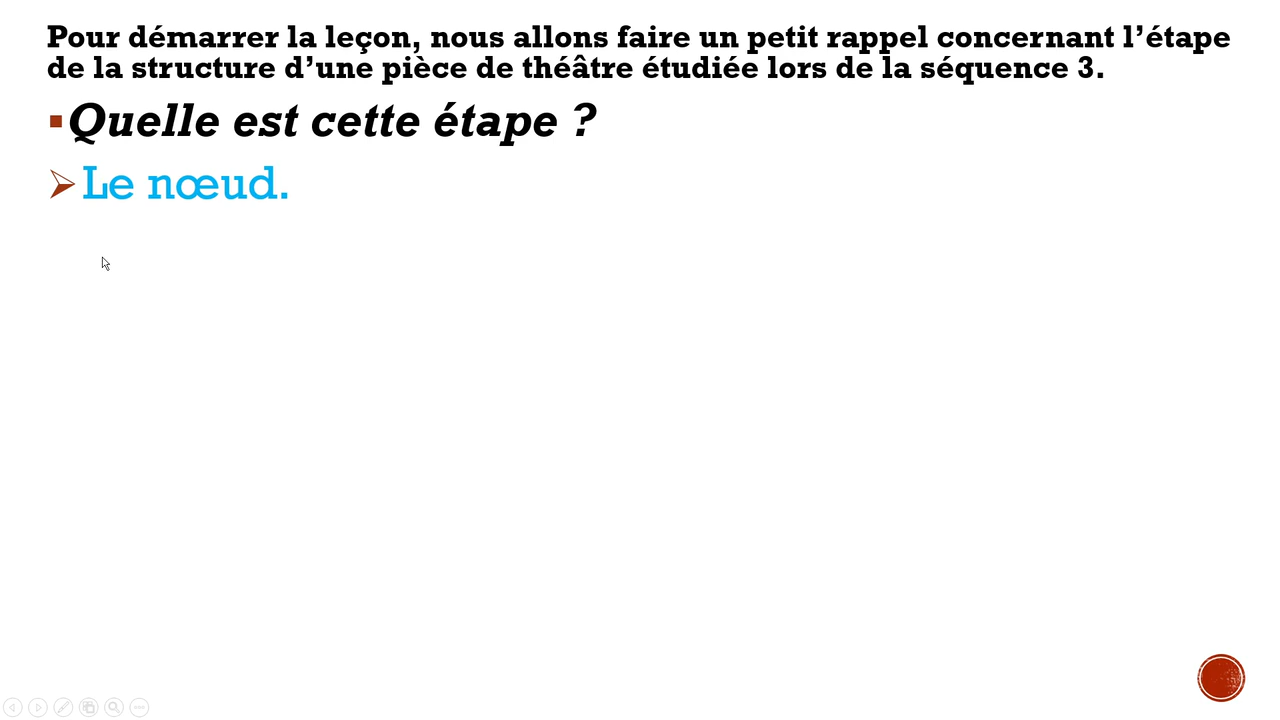 Pour démarrer la leçon, nous allons faire un petit rappel concernant l’étape
de la structure d’une pièce de théâtre étudiée lors de la séquence 3.
Quelle est cette étape ?
Le nœud.